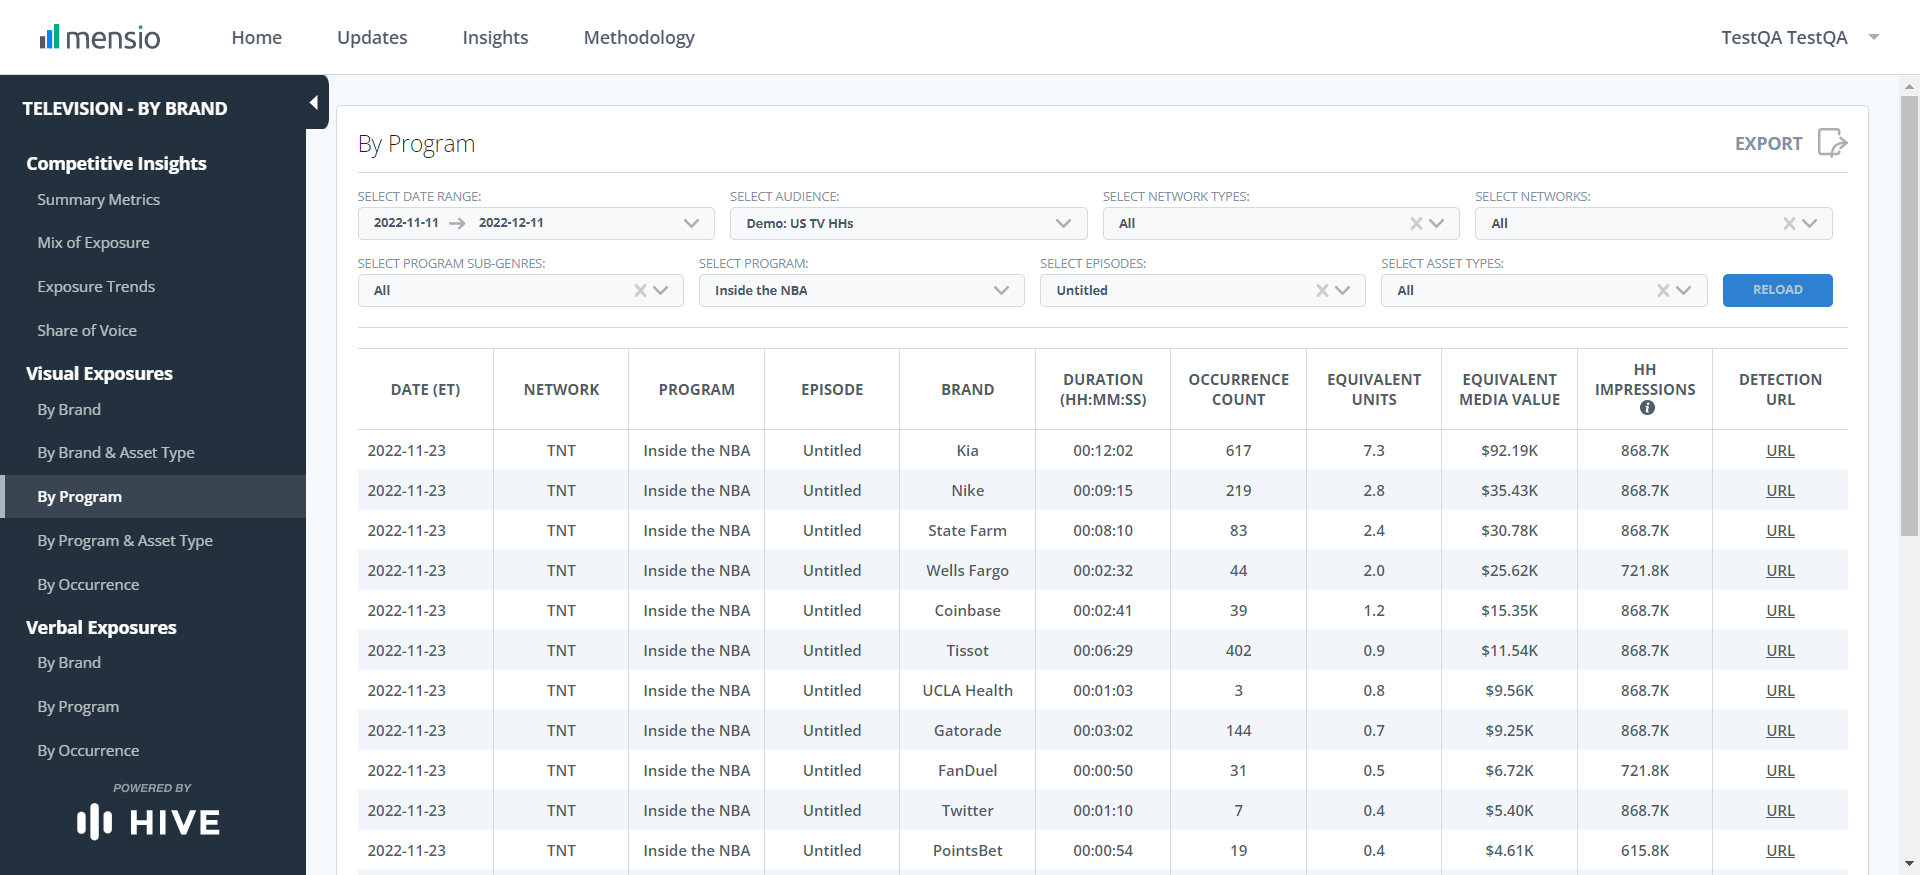 mensio Home Updates Insights Methodology TestQA TestQA
TELEVISION - BY BRAND
Competitive Insights
Summary Metrics
Mix of Exposure
Exposure Trends
Share of Voice
Visual Exposures
By Brand
By Brand & Asset Type
By Program
By Program & Asset Type
By Occurrence
Verbal Exposures
By Brand
By Program
By Occurrence
POWERED BY
HIVE
By Program EXPORT
SELECT DATE RANGE: SELECT AUDIENCE: SELECT NETWORK TYPES: SELECT NETWORKS:
2022-11-11 → 2022-12-11 Demo: US TV HHs All All
SELECT PROGRAM SUB-GENRES: SELECT PROGRAM: SELECT EPISODES: SELECT ASSET TYPES:
All Inside the NBA Untitled All RELOAD
DATE (ET) NETWORK PROGRAM EPISODE BRAND DURATION (HH:MM:SS) OCCURRENCE COUNT EQUIVALENT UNITS EQUIVALENT MEDIA VALUE HH IMPRESSIONS DETECTION URL
2022-11-23 TNT Inside the NBA Untitled Kia 00:12:02 617 7.3 $92.19K 868.7K URL
2022-11-23 TNT Inside the NBA Untitled Nike 00:09:15 219 2.8 $35.43K 868.7K URL
2022-11-23 TNT Inside the NBA Untitled State Farm 00:08:10 83 2.4 $30.78K 868.7K URL
2022-11-23 TNT Inside the NBA Untitled Wells Fargo 00:02:32 44 2.0 $25.62K 721.8K URL
2022-11-23 TNT Inside the NBA Untitled Coinbase 00:02:41 39 1.2 $15.35K 868.7K URL
2022-11-23 TNT Inside the NBA Untitled Tissot 00:06:29 402 0.9 $11.54K 868.7K URL
2022-11-23 TNT Inside the NBA Untitled UCLA Health 00:01:03 3 0.8 $9.56K 868.7K URL
2022-11-23 TNT Inside the NBA Untitled Gatorade 00:03:02 144 0.7 $9.25K 868.7K URL
2022-11-23 TNT Inside the NBA Untitled FanDuel 00:00:50 31 0.5 $6.72K 721.8K URL
2022-11-23 TNT Inside the NBA Untitled Twitter 00:01:10 7 0.4 $5.40K 868.7K URL
2022-11-23 TNT Inside the NBA Untitled PointsBet 00:00:54 19 0.4 $4.61K 615.8K URL